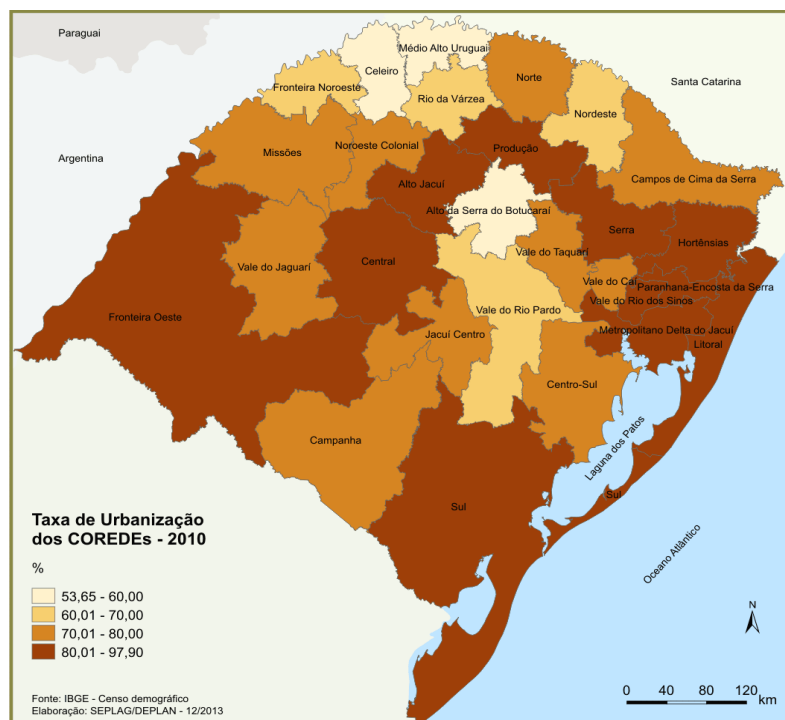 Paraguai
Médio Alto Uruguai
Celeiro
Norte
Santa Catarina
Fronteira Noroeste
Rio da Várzea
Nordeste
Noroeste Colonial
Produção
Missões
Argentina
Campos de Cima da Serra
Alto Jacuí
Alto da Serra do Botucaraí
Serra
Hortênsias
Vale do Taquari
Central
Vale do Jaguari
Vale do Caí
Paranhana-Encosta da Serra
Vale do Rio dos Sinos
Vale do Rio Pardo
Fronteira Oeste
Metropolitano Delta do Jacuí
Jacuí Centro
Litoral
Centro-Sul
Campanha
Laguna dos Patos
Sul
Sul
Oceano Atlântico
Taxa de Urbanização
dos COREDEs - 2010
%
53,65 - 60,00
60,01 - 70,00
70,01 - 80,00
80,01 - 97,90
N
Fonte: IBGE - Censo demográfico
Elaboração: SEPLAG/DEPLAN - 12/2013
0 40 80 120
km